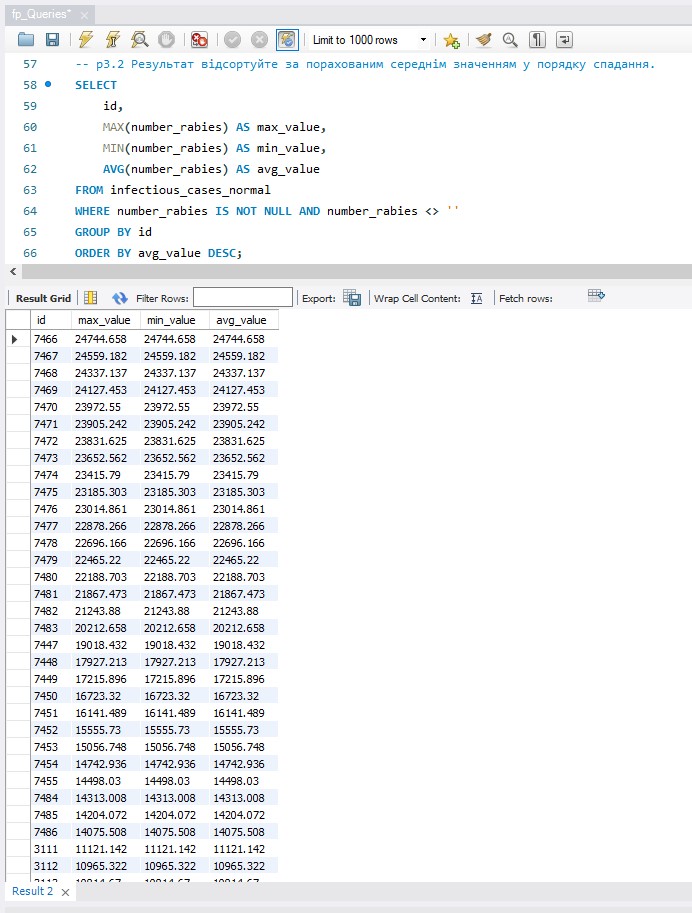 fp_Queries*
Limit to 1000 rows
57 -- p3.2 Результат відсортуйте за порахованим середнім значенням у порядку спадання.
58 SELECT
59 id,
60 MAX(number_rabies) AS max_value,
61 MIN(number_rabies) AS min_value,
62 AVG(number_rabies) AS avg_value
63 FROM infectious_cases_normal
64 WHERE number_rabies IS NOT NULL AND number_rabies <> ''
65 GROUP BY id
66 ORDER BY avg_value DESC;
Result Grid Filter Rows: Export: Wrap Cell Content: Fetch rows:
id max_value min_value avg_value
7466 24744.658 24744.658 24744.658
7467 24559.182 24559.182 24559.182
7468 24337.137 24337.137 24337.137
7469 24127.453 24127.453 24127.453
7470 23972.55 23972.55 23972.55
7471 23905.242 23905.242 23905.242
7472 23831.625 23831.625 23831.625
7473 23652.562 23652.562 23652.562
7474 23415.79 23415.79 23415.79
7475 23185.303 23185.303 23185.303
7476 23014.861 23014.861 23014.861
7477 22878.266 22878.266 22878.266
7478 22696.166 22696.166 22696.166
7479 22465.22 22465.22 22465.22
7480 22188.703 22188.703 22188.703
7481 21867.473 21867.473 21867.473
7482 21243.88 21243.88 21243.88
7483 20212.658 20212.658 20212.658
7447 19018.432 19018.432 19018.432
7448 17927.213 17927.213 17927.213
7449 17215.896 17215.896 17215.896
7450 16723.32 16723.32 16723.32
7451 16141.489 16141.489 16141.489
7452 15555.73 15555.73 15555.73
7453 15056.748 15056.748 15056.748
7454 14742.936 14742.936 14742.936
7455 14498.03 14498.03 14498.03
7484 14313.008 14313.008 14313.008
7485 14204.072 14204.072 14204.072
7486 14075.508 14075.508 14075.508
3111 11121.142 11121.142 11121.142
3112 10965.322 10965.322 10965.322
Result 2